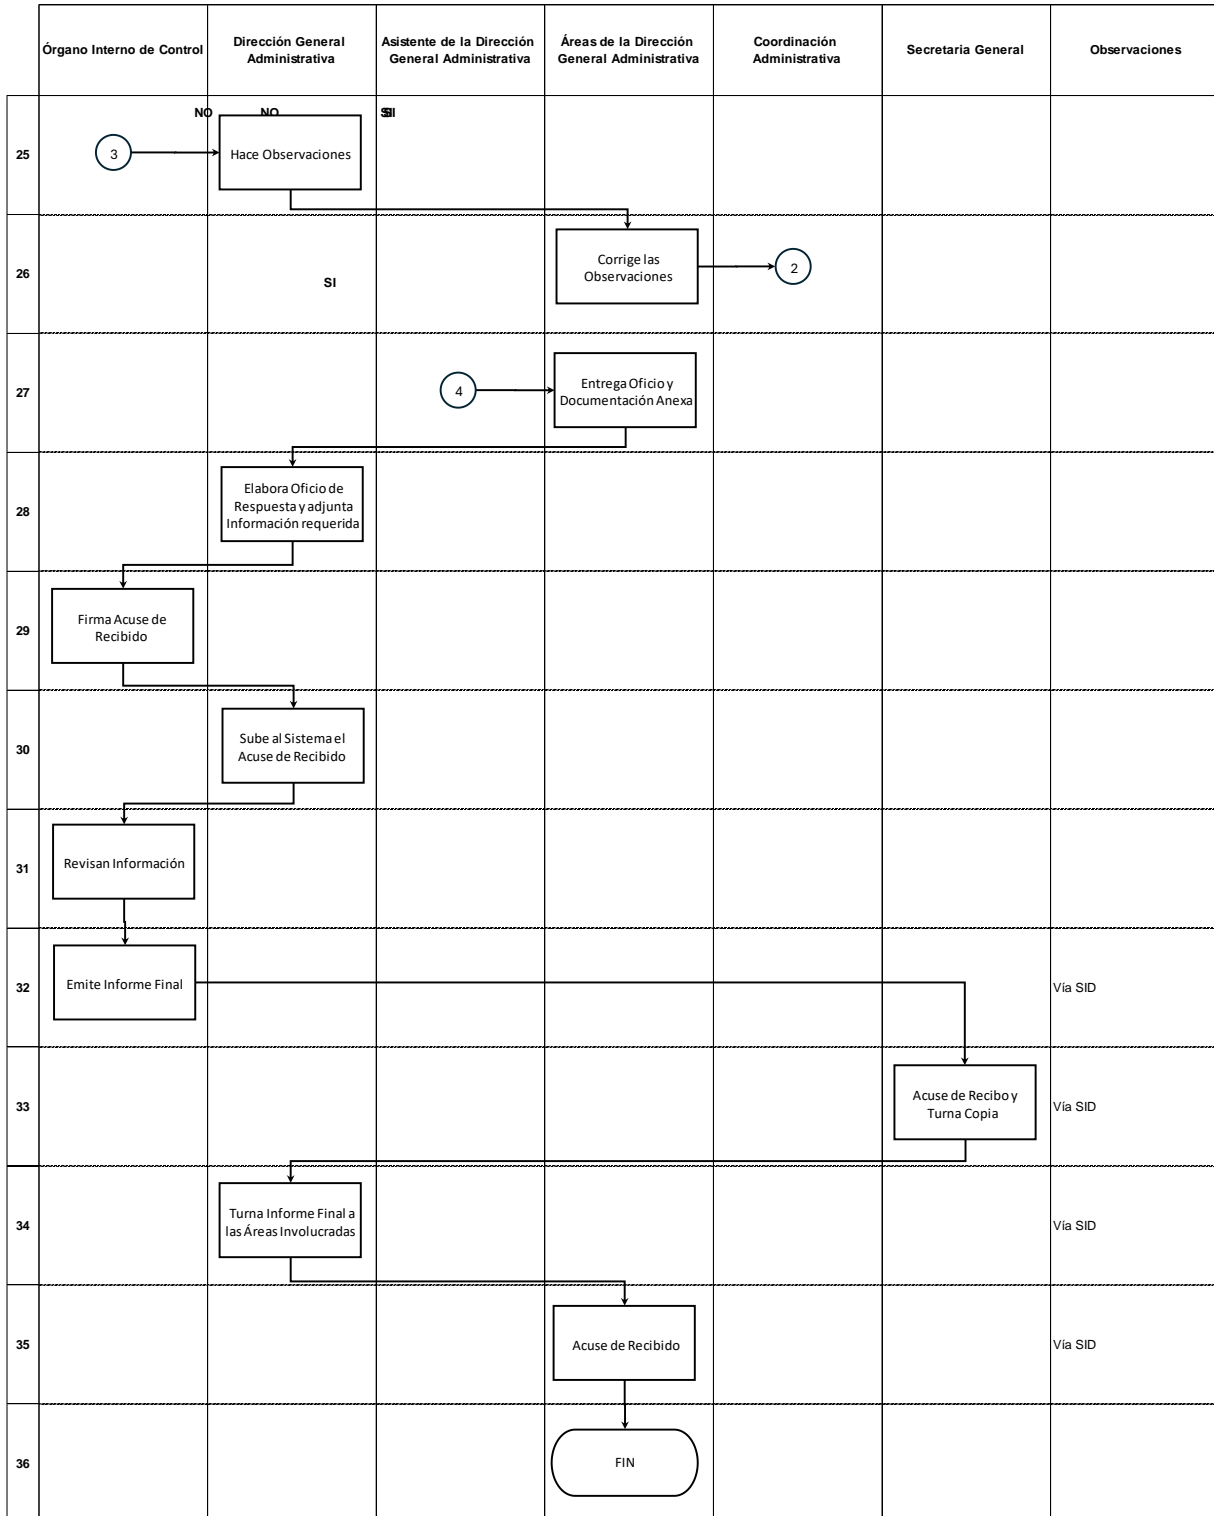 Órgano Interno de Control
Dirección General
Administrativa
Asistente de la Dirección
General Administrativa
Áreas de la Dirección
General Administrativa
Coordinación
Administrativa
Secretaria General
Observaciones
NO
NO
SI
25
3
Hace Observaciones
26
SI
Corrige las
Observaciones
2
27
4
Entrega Oficio y
Documentación Anexa
28
Elabora Oficio de
Respuesta y adjunta
Información requerida
29
Firma Acuse de
Recibido
30
Sube al Sistema el
Acuse de Recibido
31
Revisan Información
32
Emite Informe Final
Vía SID
33
Acuse de Recibo y
Turna Copia
Vía SID
34
Turna Informe Final a
las Áreas Involucradas
Vía SID
35
Acuse de Recibido
Vía SID
36
FIN